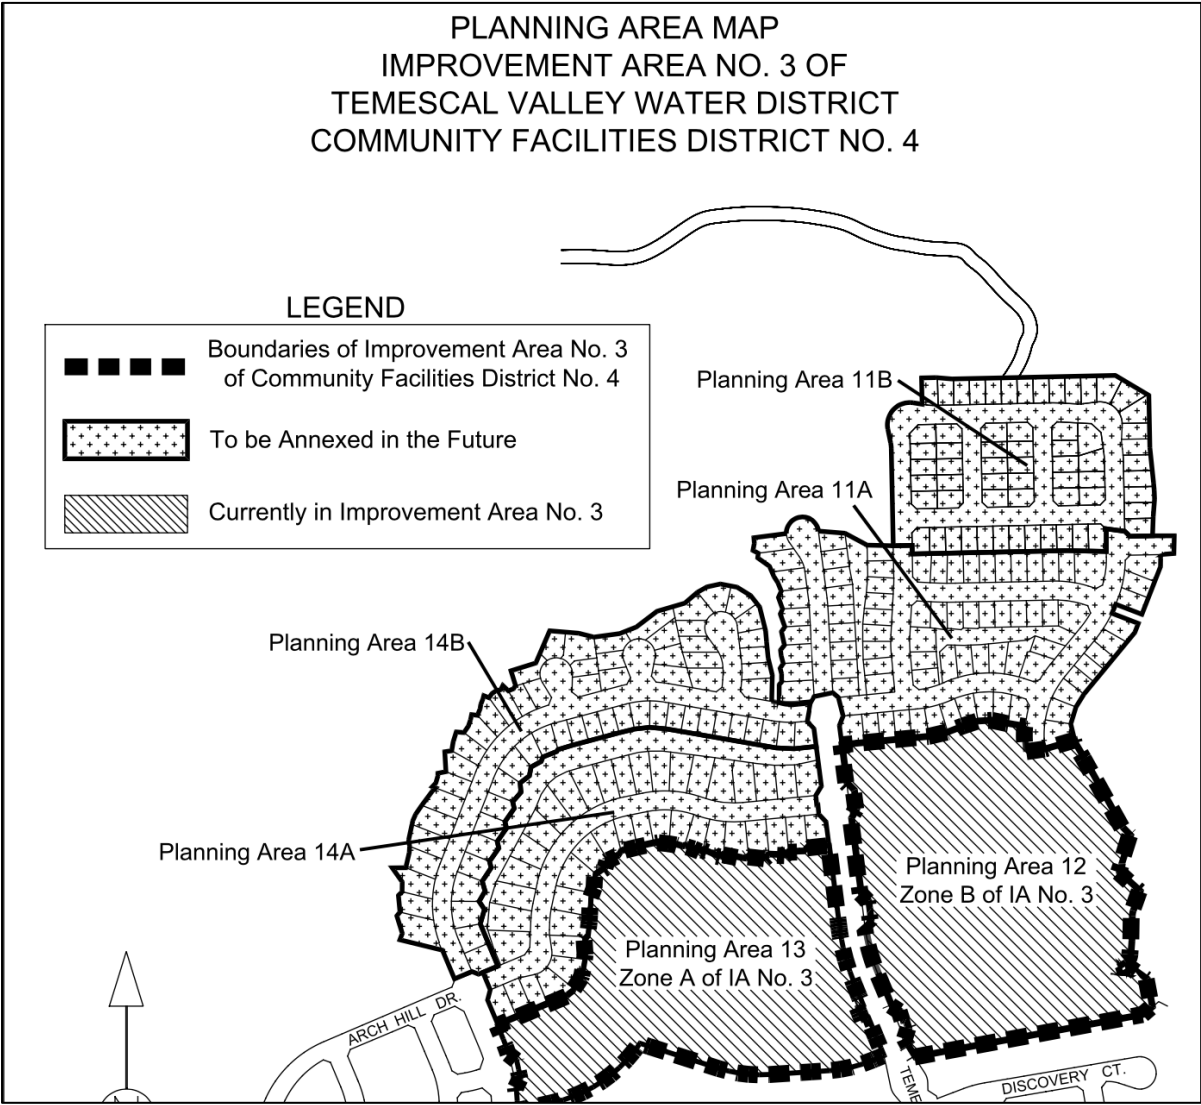 PLANNING AREA MAP
IMPROVEMENT AREA NO. 3 OF
TEMESCAL VALLEY WATER DISTRICT
COMMUNITY FACILITIES DISTRICT NO. 4
LEGEND
Boundaries of Improvement Area No. 3
of Community Facilities District No. 4
To be Annexed in the Future
Currently in Improvement Area No. 3
Planning Area 11B
Planning Area 11A
Planning Area 14B
Planning Area 14A
Planning Area 12
Zone B of IA No. 3
Planning Area 13
Zone A of IA No. 3
ARCH HILL DR.
DISCOVERY CT.